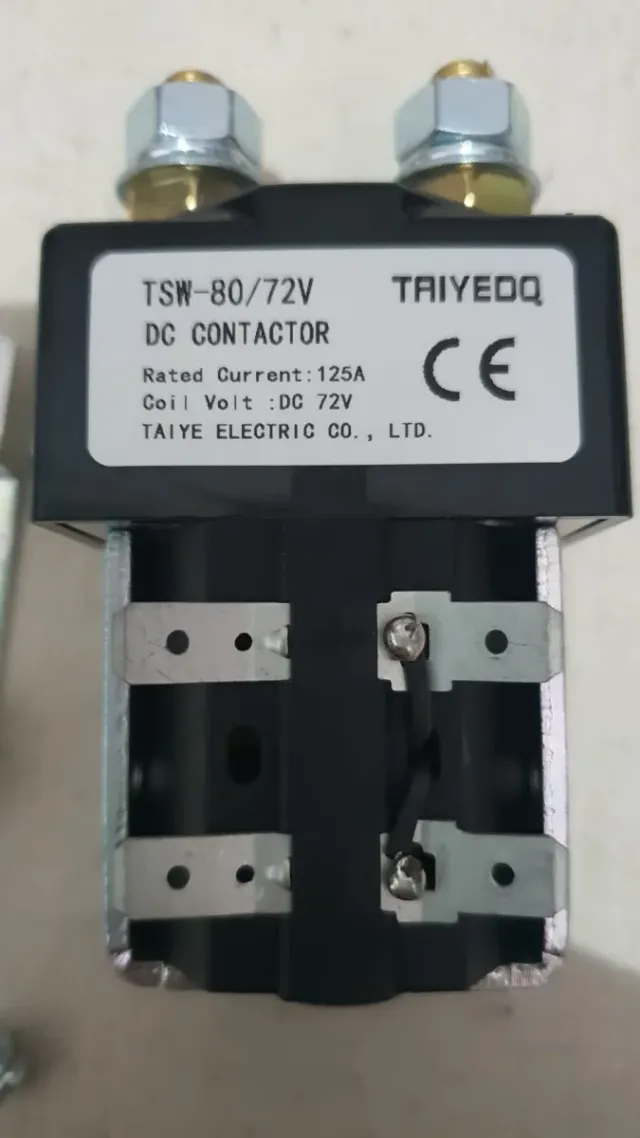 TSW-80/72V TAIYEDQ
DC CONTACTOR
CE
Rated Current:125A
Coil Volt :DC 72V
TAIYE ELECTRIC CO., LTD.